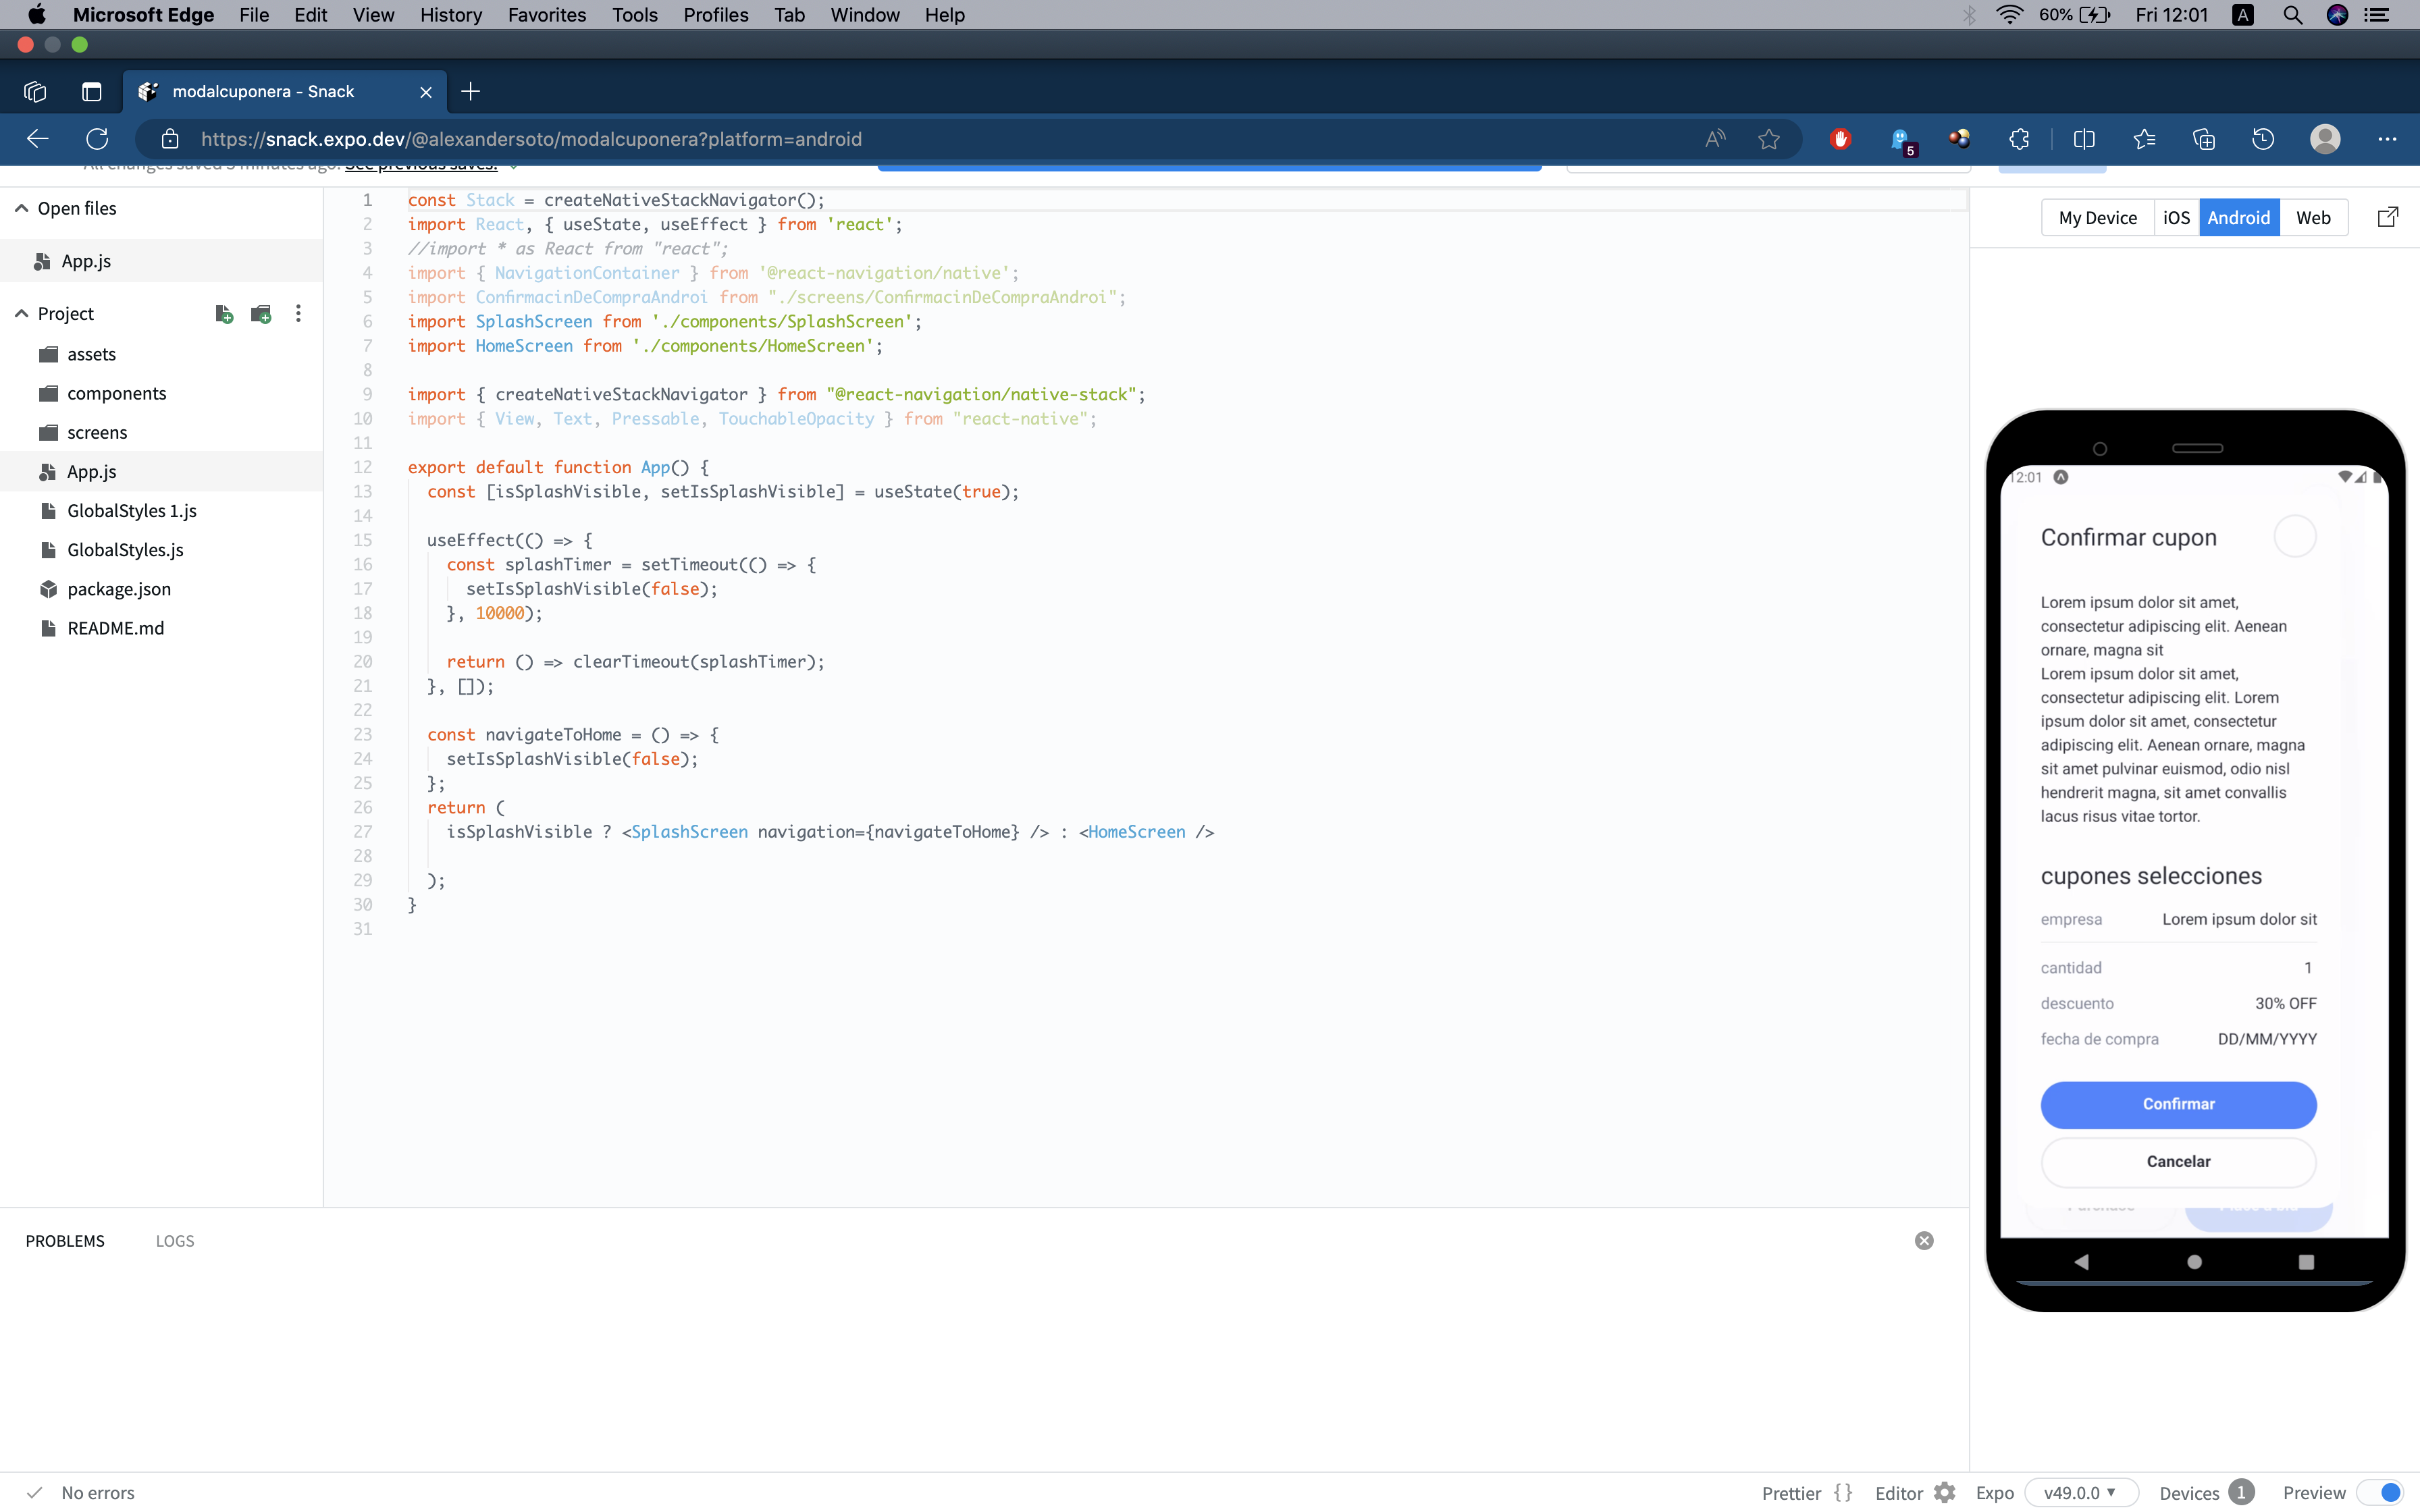 Microsoft Edge File Edit View History Favorites Tools Profiles Tab Window Help 60% Fri 12:01 A
modalcuponera - Snack
https://snack.expo.dev/@alexandersoto/modalcuponera?platform=android
5
All changes saved 3 minutes ago. See previous saves.
Open files
App.js
Project
assets
components
screens
App.js
GlobalStyles 1.js
GlobalStyles.js
package.json
README.md
1 const Stack = createNativeStackNavigator();
2 import React, { useState, useEffect } from 'react';
3 //import * as React from "react";
4 import { NavigationContainer } from '@react-navigation/native';
5 import ConfirmacinDeCompraAndroi from "./screens/ConfirmacinDeCompraAndroi";
6 import SplashScreen from './components/SplashScreen';
7 import HomeScreen from './components/HomeScreen';
8
9 import { createNativeStackNavigator } from "@react-navigation/native-stack";
10 import { View, Text, Pressable, TouchableOpacity } from "react-native";
11
12 export default function App() {
13 const [isSplashVisible, setIsSplashVisible] = useState(true);
14
15 useEffect(() => {
16 const splashTimer = setTimeout(() => {
17 setIsSplashVisible(false);
18 }, 10000);
19
20 return () => clearTimeout(splashTimer);
21 }, []);
22
23 const navigateToHome = () => {
24 setIsSplashVisible(false);
25 };
26 return (
27 isSplashVisible ? <SplashScreen navigation={navigateToHome} /> : <HomeScreen />
28
29 );
30 }
31
My Device iOS Android Web
12:01
Confirmar cupon
Lorem ipsum dolor sit amet,
consectetur adipiscing elit. Aenean
ornare, magna sit
Lorem ipsum dolor sit amet,
consectetur adipiscing elit. Lorem
ipsum dolor sit amet, consectetur
adipiscing elit. Aenean ornare, magna
sit amet pulvinar euismod, odio nisl
hendrerit magna, sit amet convallis
lacus risus vitae tortor.
cupones selecciones
empresa Lorem ipsum dolor sit
cantidad 1
descuento 30% OFF
fecha de compra DD/MM/YYYY
Confirmar
Cancelar
PROBLEMS LOGS
No errors
Prettier {} Editor Expo v49.0.0 Devices 1 Preview